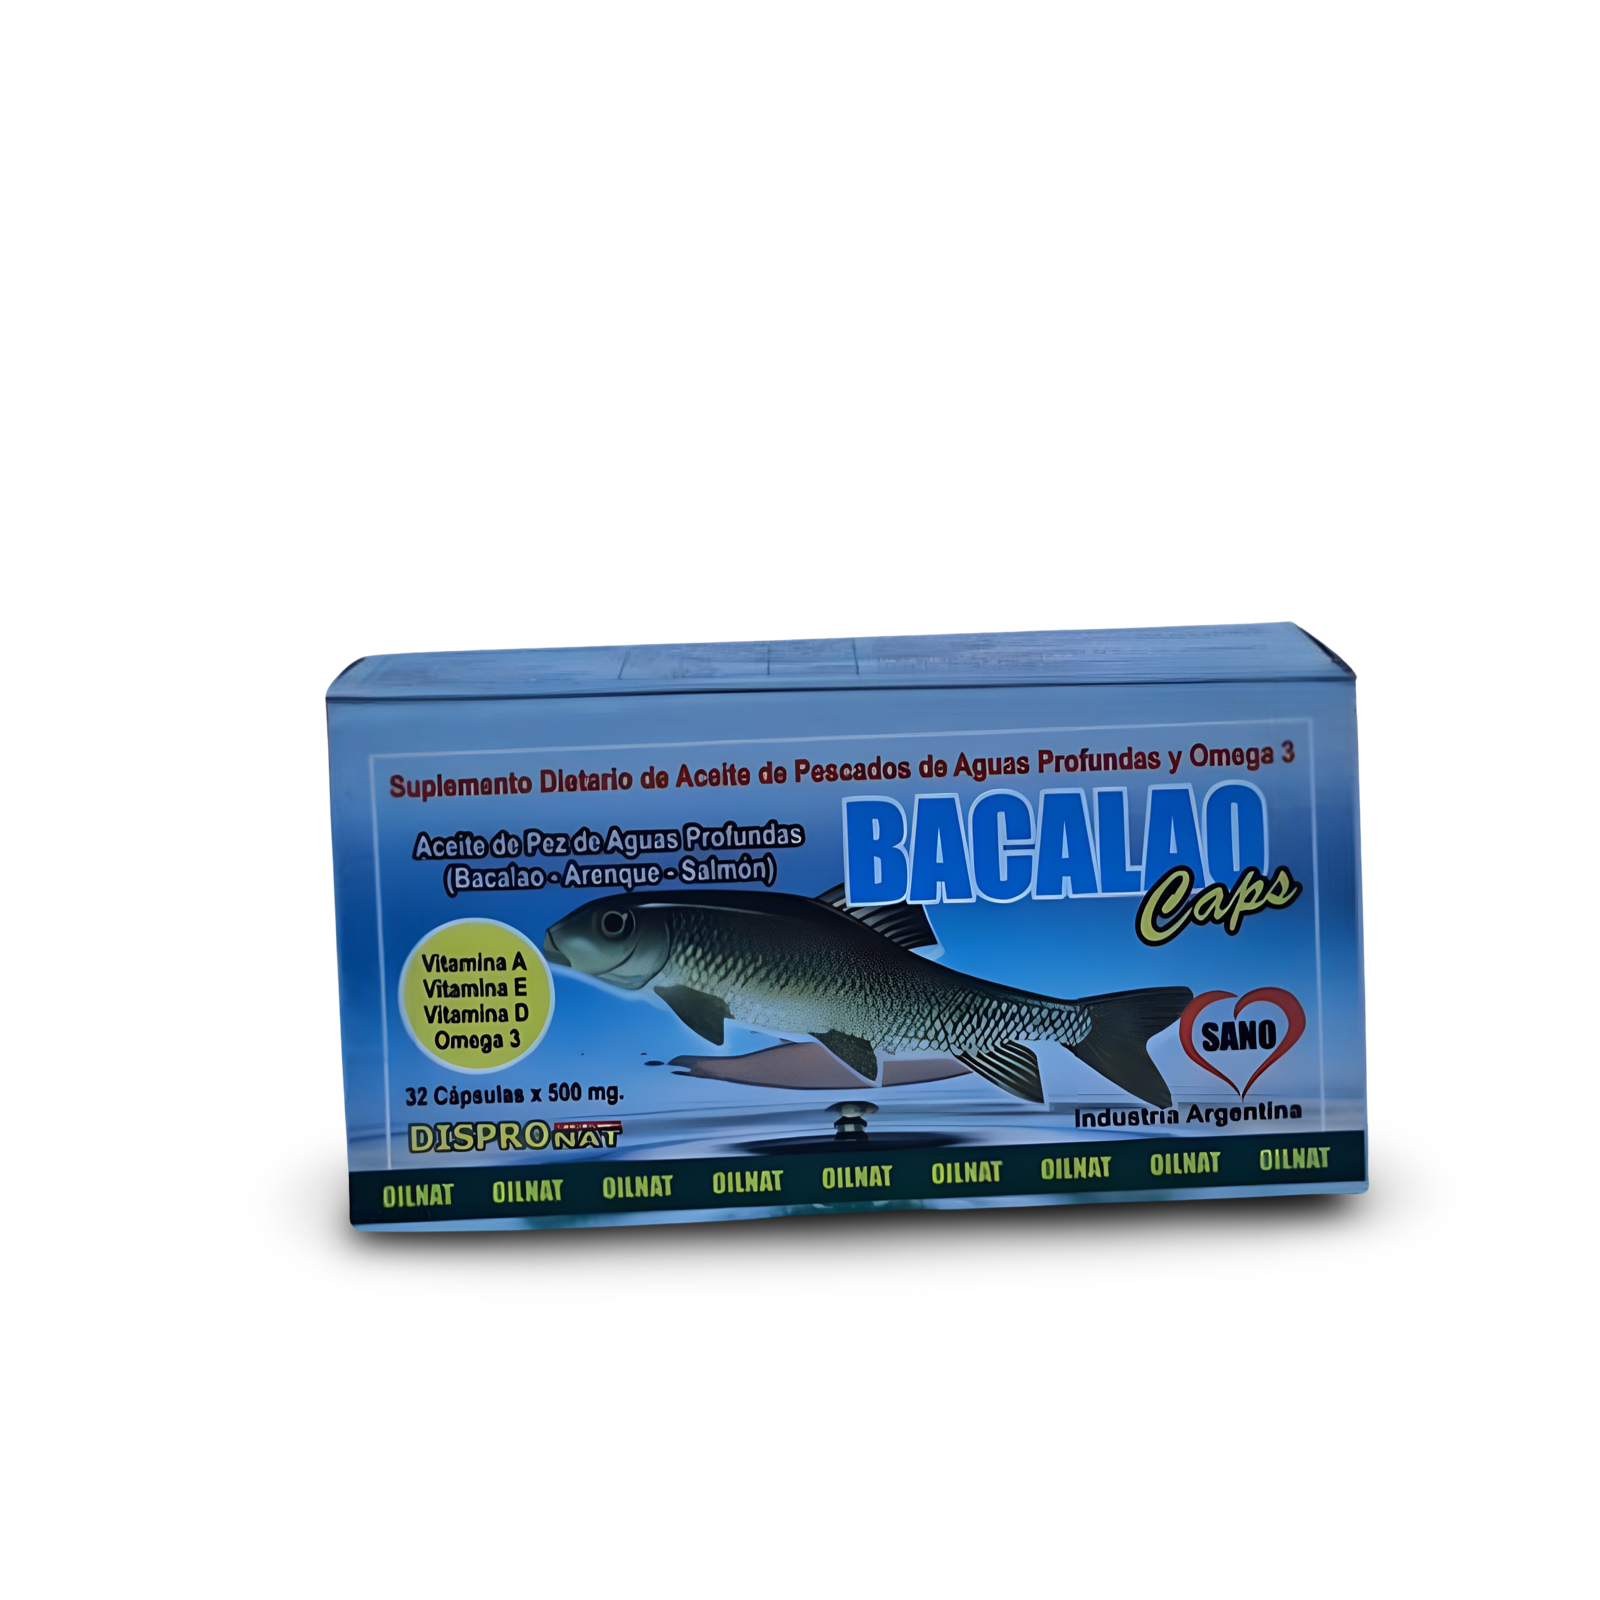 Suplemento Dietario de Aceite de Pescados de Aguas Profundas y Omega 3
Aceite de Pez de Aguas Profundas
(Bacalao - Arenque - Salmón)
BACALAO
Caps
Vitamina A
Vitamina E
Vitamina D
Omega 3
SANO
32 Cápsulas x 500 mg.
Industria Argentina
DISPRO NAT
OILNAT OILNAT OILNAT OILNAT OILNAT OILNAT OILNAT OILNAT OILNAT